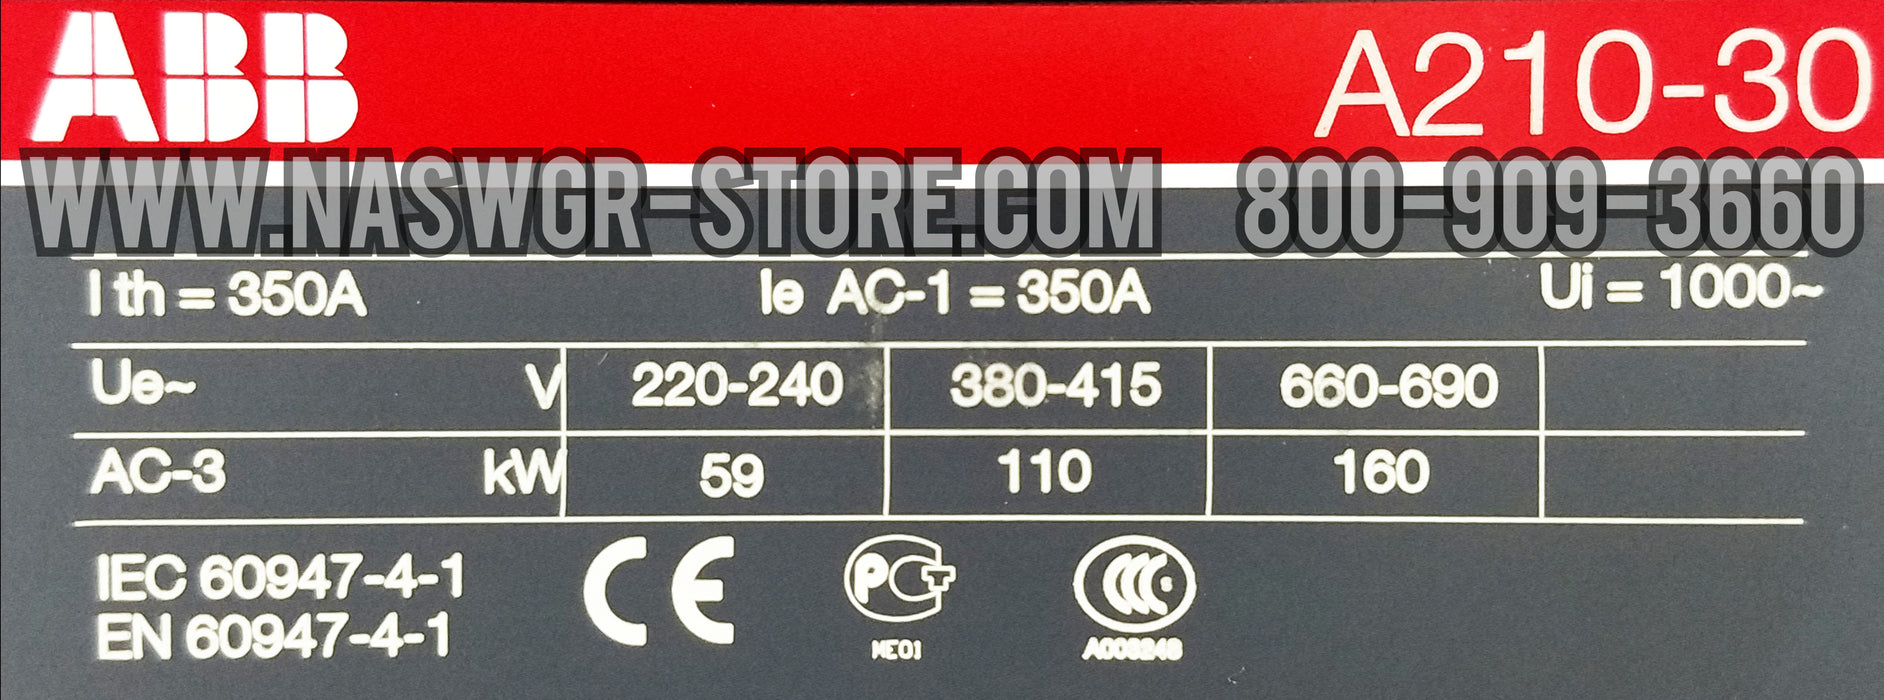 ABB A210-30
WWW.NASWGR-STORE.COM 800-909-3660
I th = 350A Ie AC-1 = 350A Ui = 1000~
Ue~ V 220-240 380-415 660-690
AC-3 kW 59 110 160
IEC 60947-4-1
EN 60947-4-1
CE
PCT
CCC S
ME01